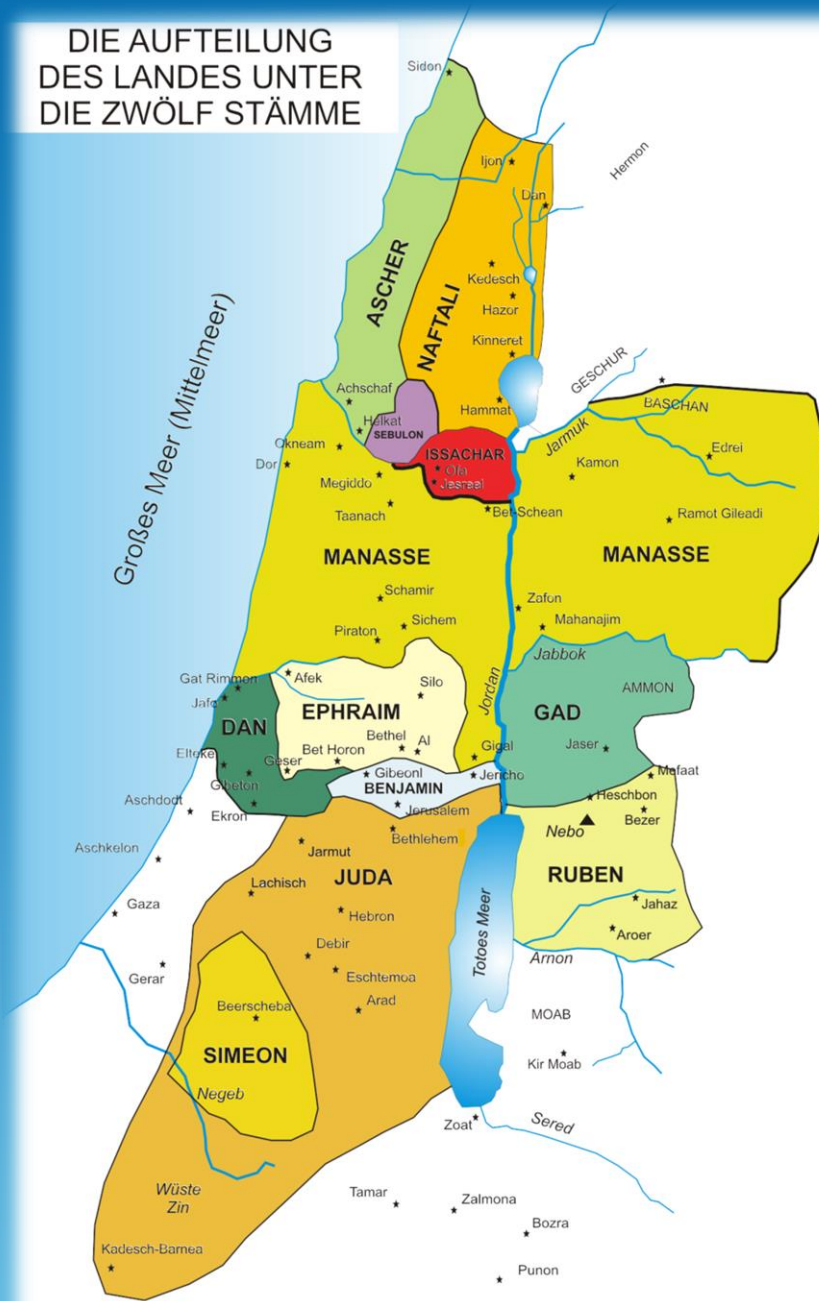 DIE AUFTEILUNG
DES LANDES UNTER
DIE ZWÖLF STÄMME
Sidon
Ijon
Hermon
Dan
ASCHER
Kedesch
NAFTALI
Hazor
Kinneret
Großes Meer (Mittelmeer)
GESCHUR
Achschaf
Hammat
BASCHAN
Helkat
SEBULON
Jarmuk
Okneam
ISSACHAR
Edrei
Dor
Ofa
Kamon
Megiddo
Jesreel
Taanach
Bet-Schean
Ramot Gileadi
MANASSE
MANASSE
Schamir
Zafon
Sichem
Mahanajim
Piraton
Jabbok
Gat Rimmon
Afek
Silo
Jordan
AMMON
Jafo
DAN
EPHRAIM
GAD
Bethel
AI
Elteke
Geser
Bet Horon
Gigal
Jaser
Gibeton
Gibeonl
Jericho
Mefaat
BENJAMIN
Aschdodt
Ekron
Jerusalem
Heschbon
Bezer
Bethlehem
Nebo
Jarmut
Aschkelon
JUDA
RUBEN
Lachisch
Gaza
Hebron
Jahaz
Aroer
Debir
Totoes Meer
Arnon
Gerar
Eschtemoa
Arad
Beerscheba
MOAB
SIMEON
Kir Moab
Negeb
Zoat
Sered
Wüste
Zin
Tamar
Zalmona
Bozra
Kadesch-Barnea
Punon